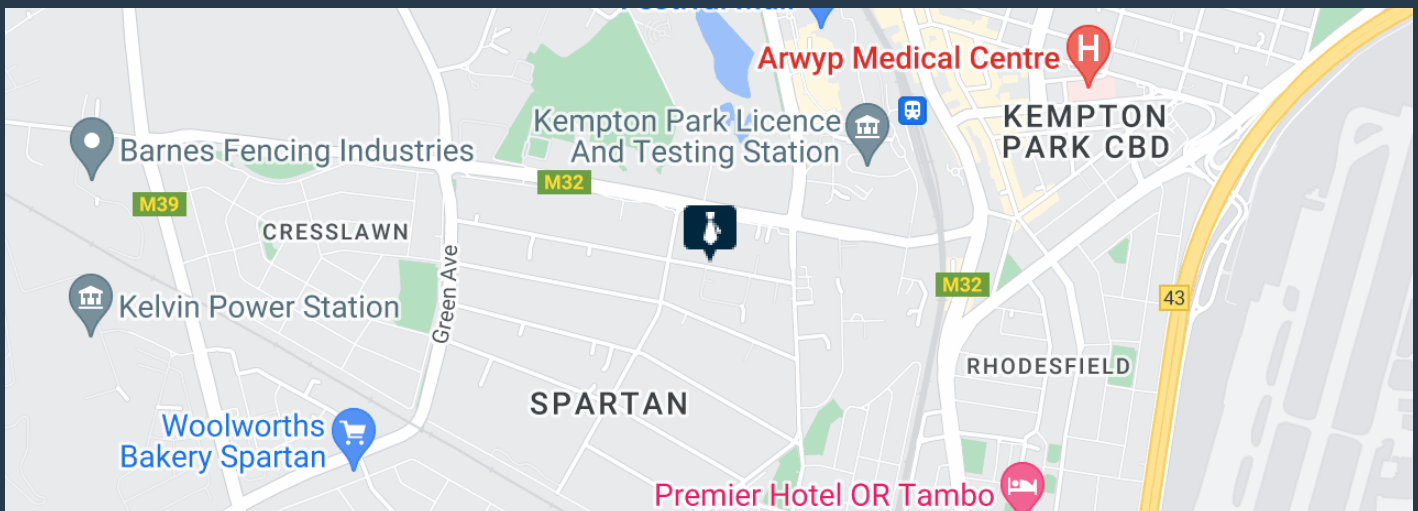 Arwyp Medical Centre
H
KEMPTON
PARK CBD
Kempton Park Licence
And Testing Station
Barnes Fencing Industries
M32
M39
CRESSLAWN
Green Ave
M32
43
Kelvin Power Station
RHODESFIELD
SPARTAN
Woolworths
Bakery Spartan
Premier Hotel OR Tambo